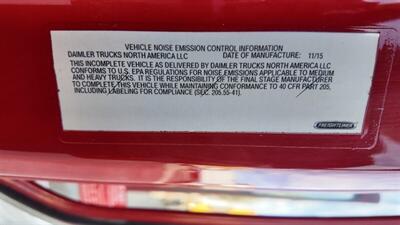 VEHICLE NOISE EMISSION CONTROL INFORMATION
DAIMLER TRUCKS NORTH AMERICA LLC DATE OF MANUFACTURE: 11/15
THIS INCOMPLETE VEHICLE AS DELIVERED BY DAIMLER TRUCKS NORTH AMERICA LLC
CONFORMS TO U.S. EPA REGULATIONS FOR NOISE EMISSIONS APPLICABLE TO MEDIUM
AND HEAVY TRUCKS. IT IS THE RESPONSIBILITY OF THE FINAL STAGE MANUFACTURER
TO COMPLETE THIS VEHICLE WHILE MAINTAINING CONFORMANCE TO 40 CFR PART 205,
INCLUDING LABELING FOR COMPLIANCE (SEC. 205.55-41).
FREIGHTLINER